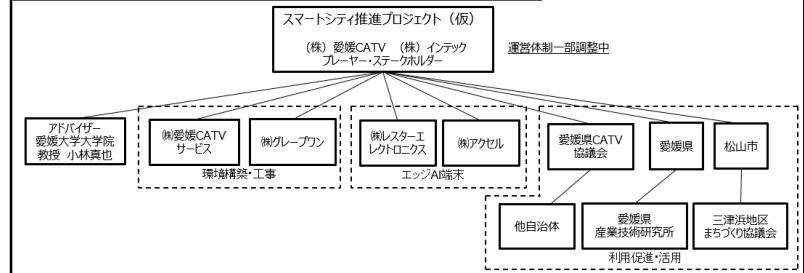 スマートシティ推進プロジェクト（仮）
（株）愛媛CATV （株）インテック
プレーヤー・ステークホルダー
運営体制一部調整中
アドバイザー
愛媛大学大学院
教授 小林真也
㈱愛媛CATV
サービス
㈱グレープワン
環境構築・工事
㈱レスターエ
レクトロニクス
㈱アクセル
エッジAI端末
愛媛県CATV
協議会
愛媛県
松山市
他自治体
愛媛県
産業技術研究所
三津浜地区
まちづくり協議会
利用促進・活用